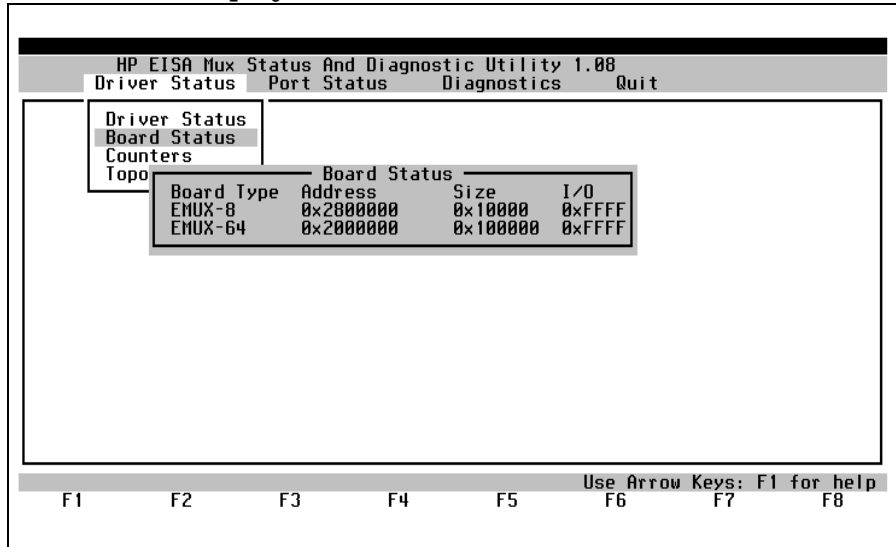 HP EISA Mux Status And Diagnostic Utility 1.08
Driver Status Port Status Diagnostics Quit
Driver Status
Board Status
Counters
Topo
Board Status
Board Type Address Size I/O
EMUX-8 0x2800000 0x10000 0xFFFF
EMUX-64 0x2000000 0x100000 0xFFFF
Use Arrow Keys: F1 for help
F1 F2 F3 F4 F5 F6 F7 F8